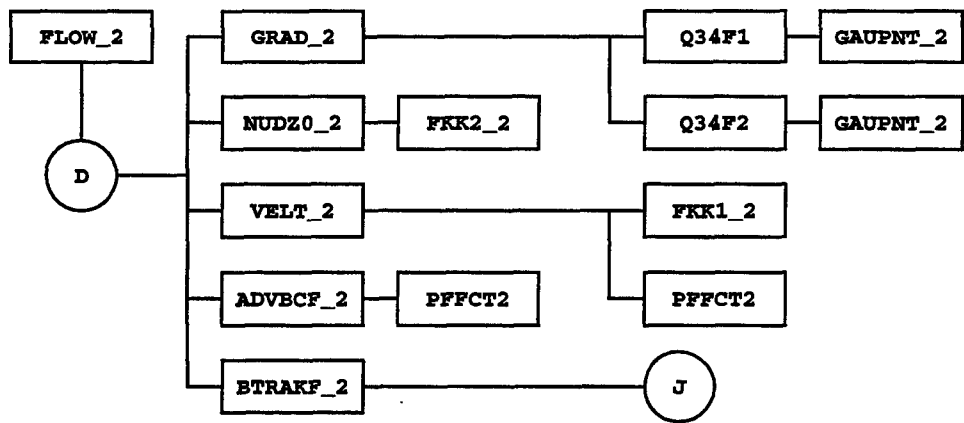 FLOW_2
GRAD_2
Q34F1
GAUPNT_2
NUDZ0_2
FKK2_2
Q34F2
GAUPNT_2
D
VELT_2
FKK1_2
ADVBCF_2
PFFCT2
PFFCT2
BTRAKF_2
J